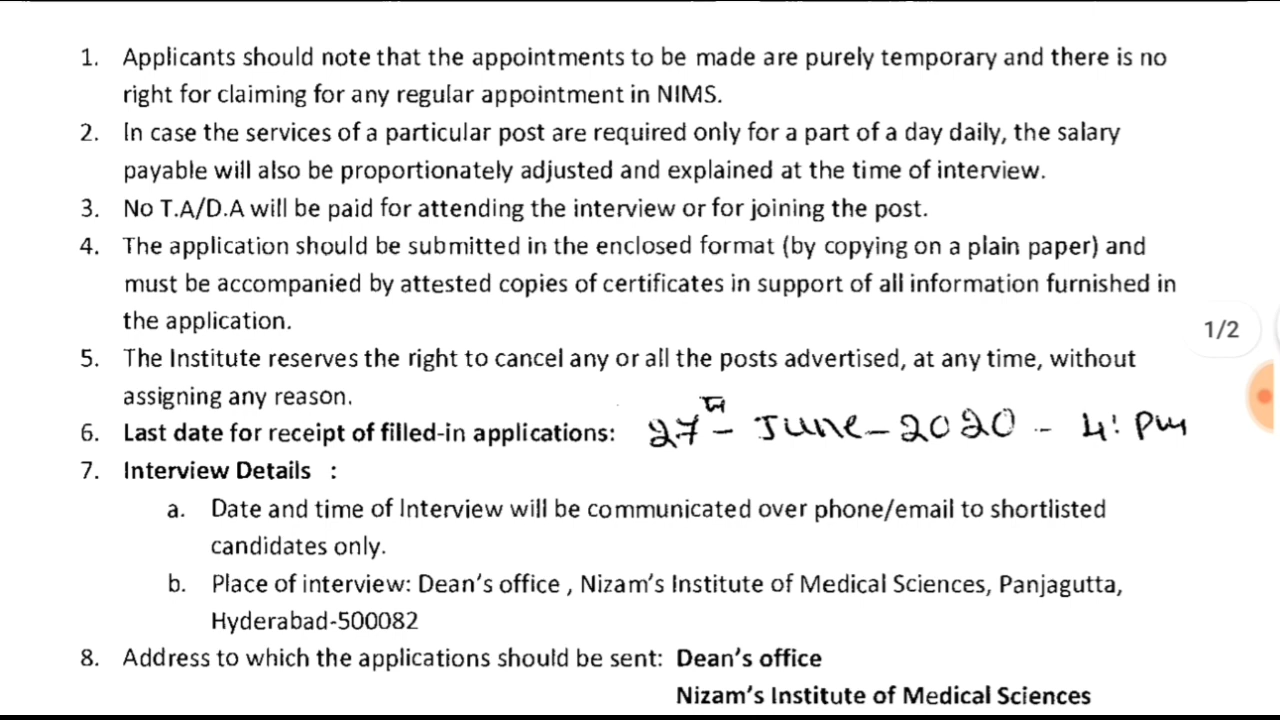 1. Applicants should note that the appointments to be made are purely temporary and there is no
right for claiming for any regular appointment in NIMS.
2. In case the services of a particular post are required only for a part of a day daily, the salary
payable will also be proportionately adjusted and explained at the time of interview.
3. No T.A/D.A will be paid for attending the interview or for joining the post.
4. The application should be submitted in the enclosed format (by copying on a plain paper) and
must be accompanied by attested copies of certificates in support of all information furnished in
the application.
1/2
5. The Institute reserves the right to cancel any or all the posts advertised, at any time, without
assigning any reason.
6. Last date for receipt of filled-in applications: 27th - June - 2020 - 4: PM
7. Interview Details :
a. Date and time of Interview will be communicated over phone/email to shortlisted
candidates only.
b. Place of interview: Dean's office , Nizam's Institute of Medical Sciences, Panjagutta,
Hyderabad-500082
8. Address to which the applications should be sent: Dean's office
Nizam's Institute of Medical Sciences